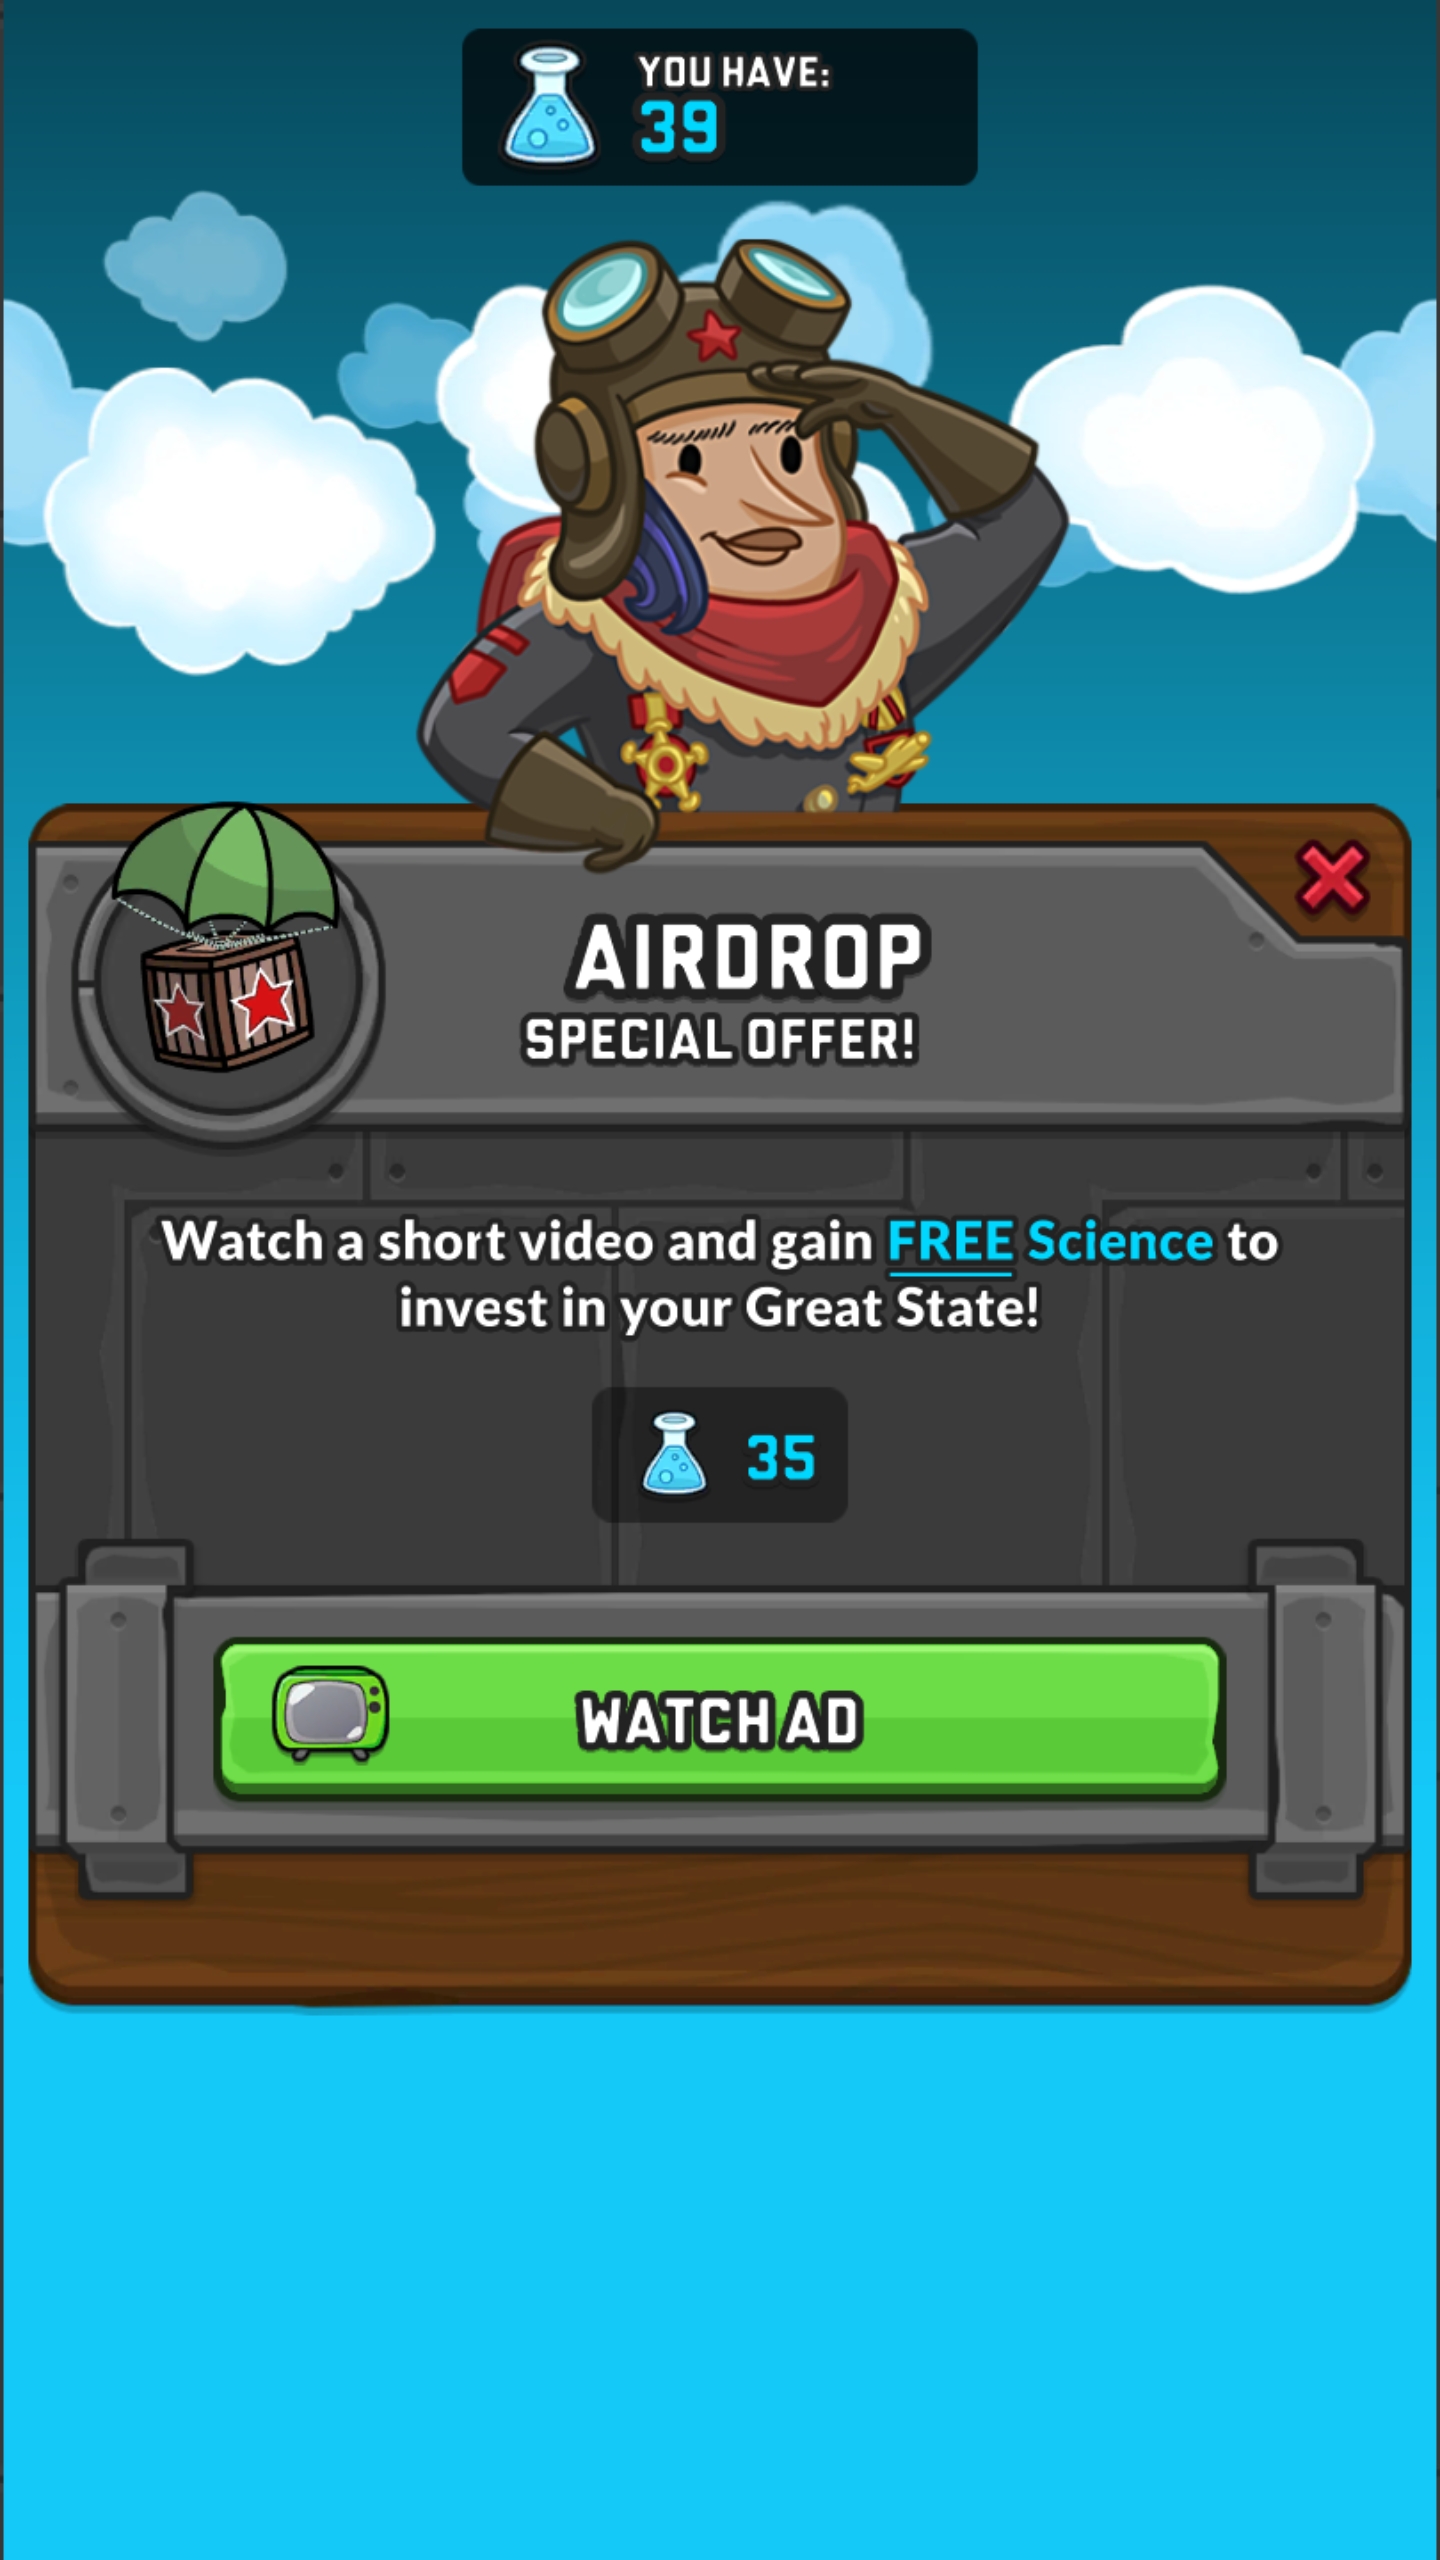 YOU HAVE:
39
AIRDROP
SPECIAL OFFER!
Watch a short video and gain FREE Science to
invest in your Great State!
35
WATCH AD